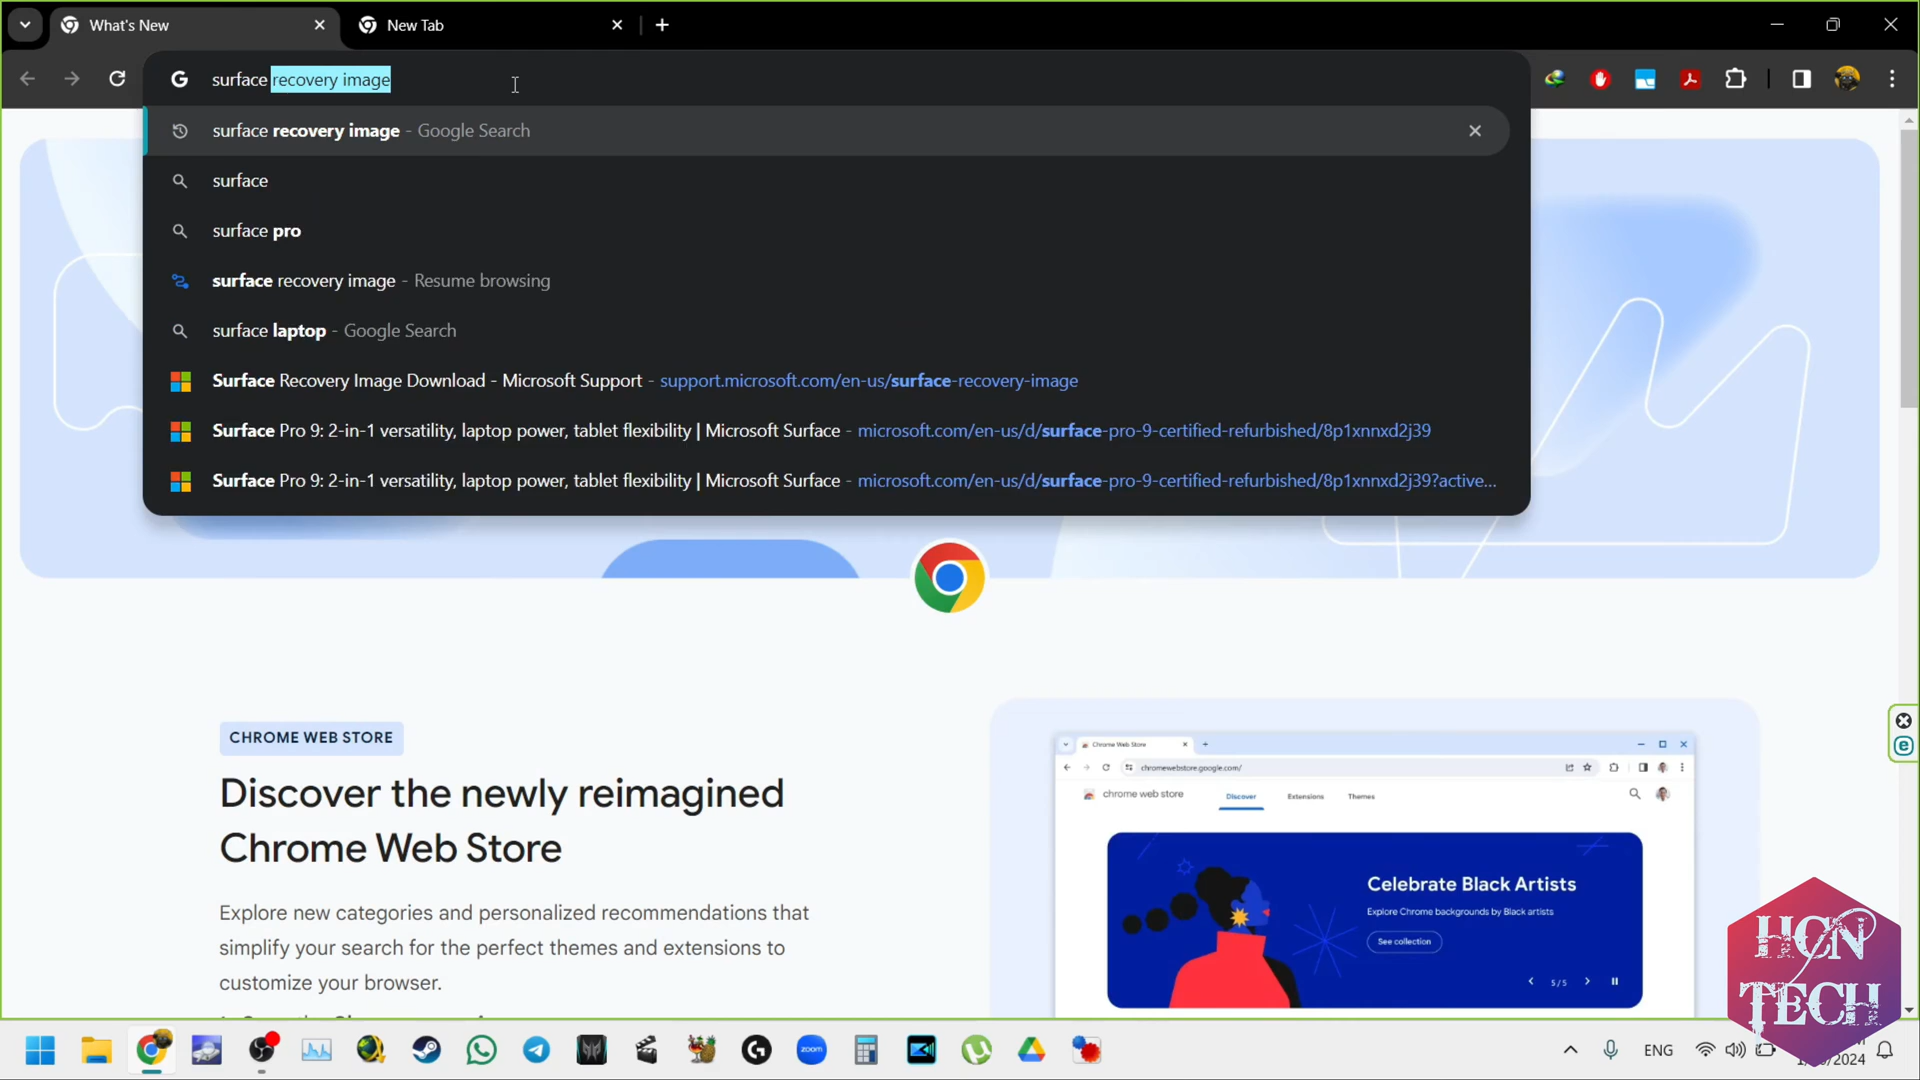 What's New
New Tab
surface recovery image
surface recovery image - Google Search
surface
surface pro
surface recovery image - Resume browsing
surface laptop - Google Search
Surface Recovery Image Download - Microsoft Support - support.microsoft.com/en-us/surface-recovery-image
Surface Pro 9: 2-in-1 versatility, laptop power, tablet flexibility | Microsoft Surface - microsoft.com/en-us/d/surface-pro-9-certified-refurbished/8p1xnnxd2j39
Surface Pro 9: 2-in-1 versatility, laptop power, tablet flexibility | Microsoft Surface - microsoft.com/en-us/d/surface-pro-9-certified-refurbished/8p1xnnxd2j39?active...
CHROME WEB STORE
Discover the newly reimagined
Chrome Web Store
Explore new categories and personalized recommendations that
simplify your search for the perfect themes and extensions to
customize your browser.
Chrome Web Store
chromewebstore.google.com/
chrome web store
Discover
Extensions
Themes
Celebrate Black Artists
Explore Chrome backgrounds by Black artists
See collection
5/5
HCN
TECH
zoom
ENG